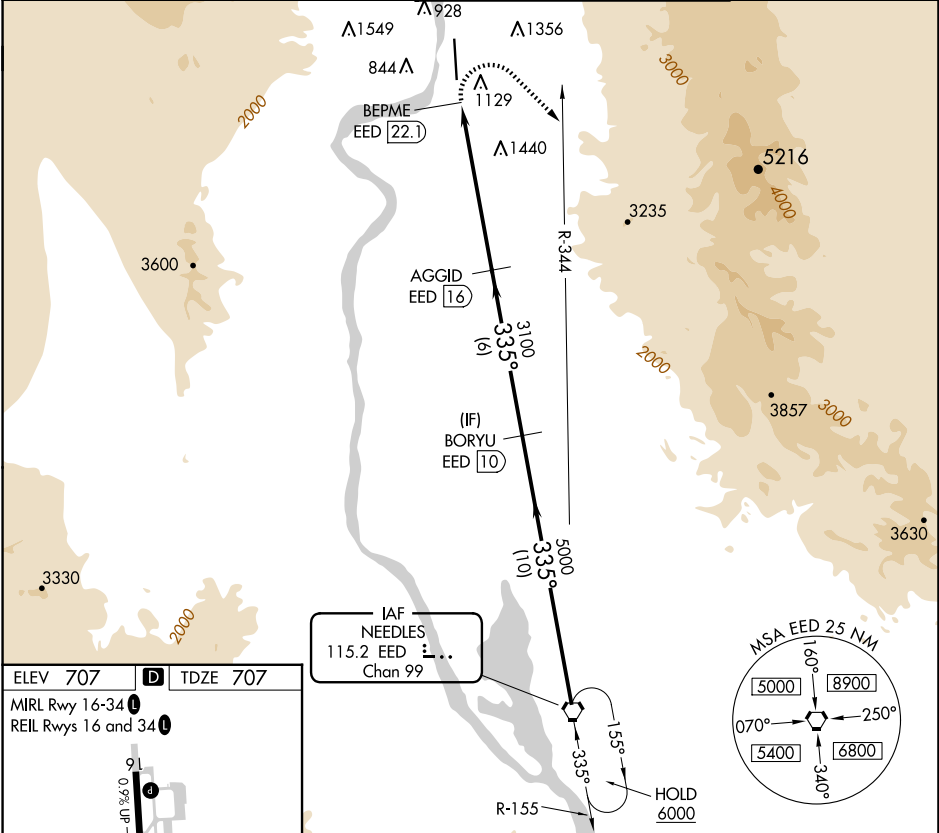 928
1549
1356
844
3000
1129
2000
BEPME
EED 22.1
1440
5216
4000
3235
R-344
3600
AGGID
EED 16
3100
335°
(6)
2000
3857
3000
(IF)
BORYU
EED 10
3630
5000
335°
(10)
3330
2000
IAF
NEEDLES
115.2 EED
Chan 99
MSA EED 25 NM
160°
5000
8900
070°
250°
5400
6800
340°
ELEV 707
D
TDZE 707
MIRL Rwy 16-34 L
REIL Rwys 16 and 34 L
16
P
0.9% UP
155°
335°
R-155
HOLD
6000